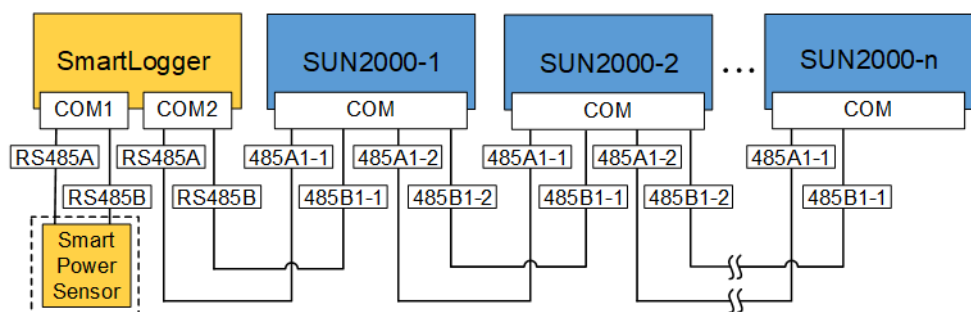 SmartLogger
SUN2000-1
SUN2000-2
...
SUN2000-n
COM1
COM2
COM
COM
COM
RS485A
RS485A
485A1-1
485A1-2
485A1-1
485A1-2
485A1-1
RS485B
RS485B
485B1-1
485B1-2
485B1-1
485B1-2
485B1-1
Smart
Power
Sensor